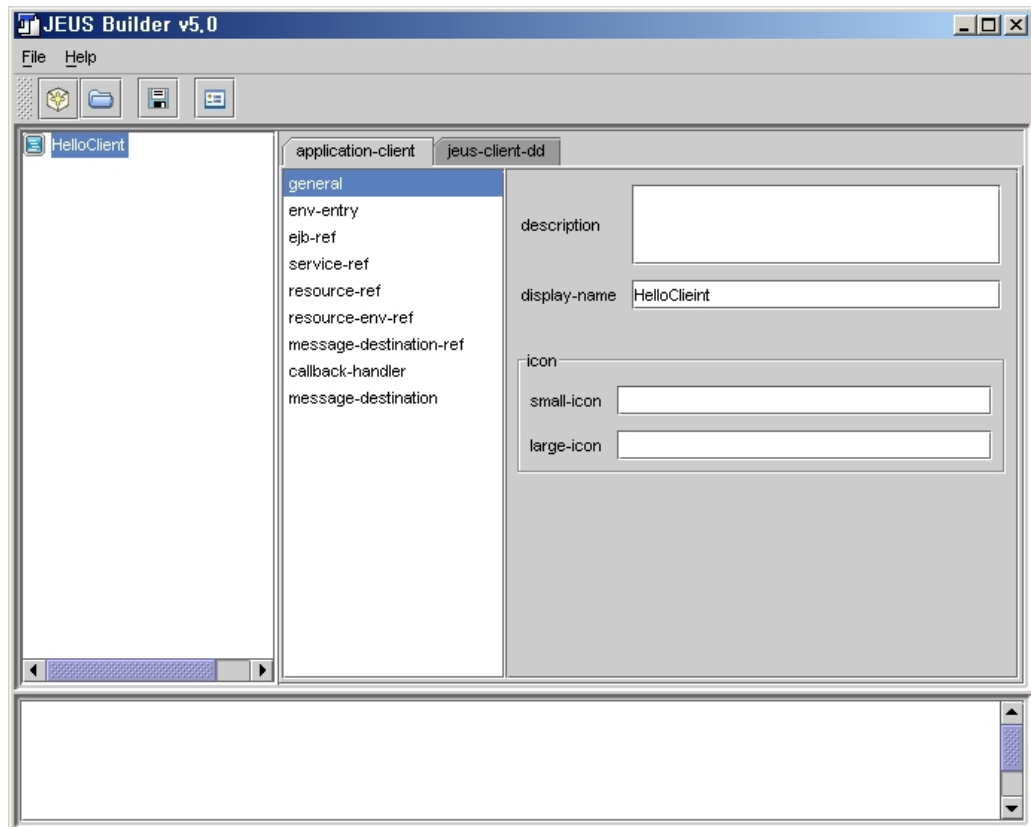 JEUS Builder v5.0
File Help
HelloClient
application-client jeus-client-dd
general
env-entry
ejb-ref
service-ref
resource-ref
resource-env-ref
message-destination-ref
callback-handler
message-destination
description
display-name HelloClieint
icon
small-icon
large-icon